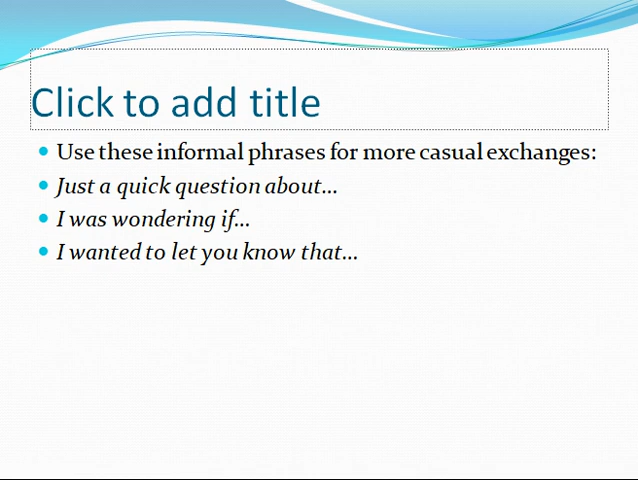 Click to add title
Use these informal phrases for more casual exchanges:
Just a quick question about…
I was wondering if…
I wanted to let you know that…